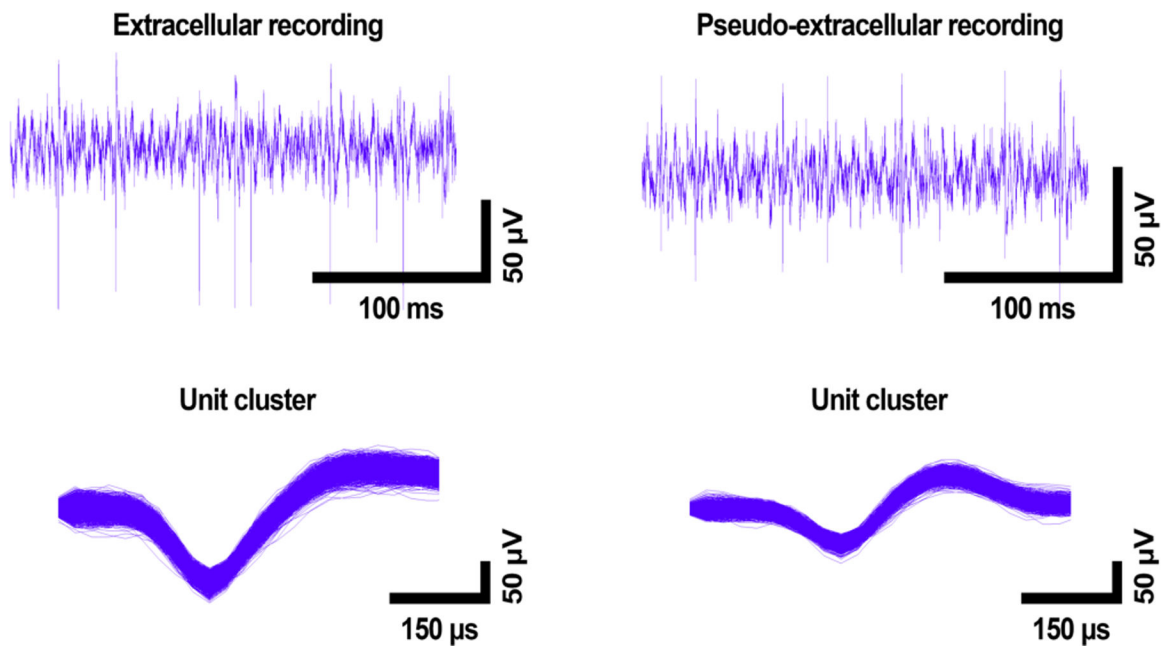 Extracellular recording
Pseudo-extracellular recording
50 µV
100 ms
50 µV
100 ms
Unit cluster
Unit cluster
50 µV
150 µs
50 µV
150 µs